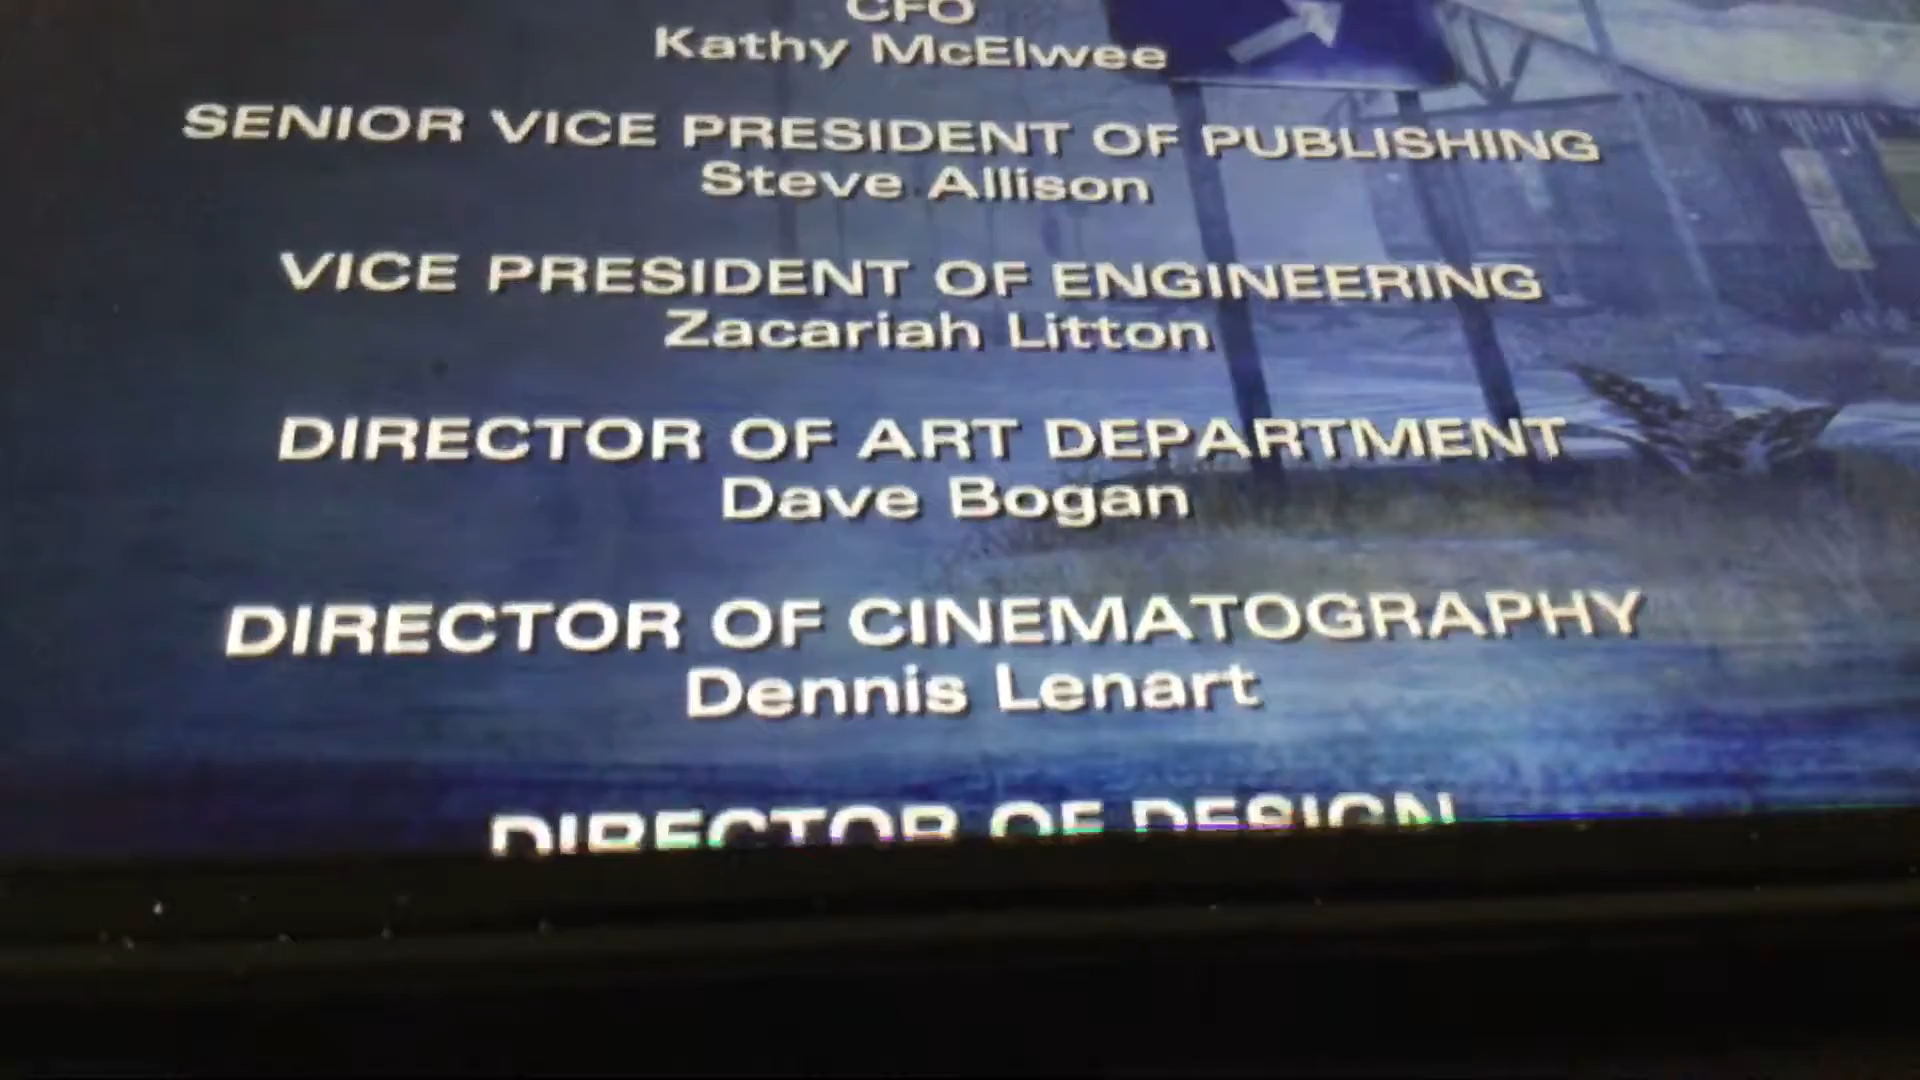 CFO
Kathy McElwee
SENIOR VICE PRESIDENT OF PUBLISHING
Steve Allison
VICE PRESIDENT OF ENGINEERING
Zacariah Litton
DIRECTOR OF ART DEPARTMENT
Dave Bogan
DIRECTOR OF CINEMATOGRAPHY
Dennis Lenart
DIRECTOR OF DESIGN